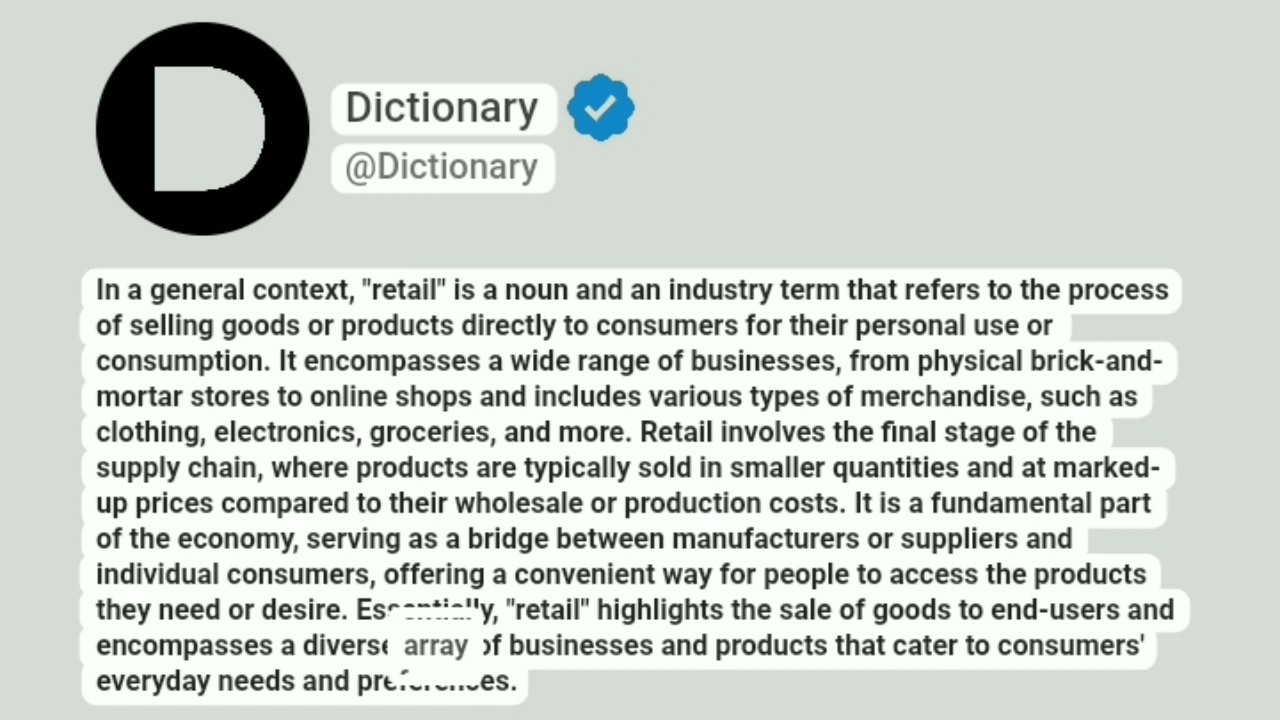 D
Dictionary
@Dictionary
In a general context, "retail" is a noun and an industry term that refers to the process
of selling goods or products directly to consumers for their personal use or
consumption. It encompasses a wide range of businesses, from physical brick-and-
mortar stores to online shops and includes various types of merchandise, such as
clothing, electronics, groceries, and more. Retail involves the final stage of the
supply chain, where products are typically sold in smaller quantities and at marked-
up prices compared to their wholesale or production costs. It is a fundamental part
of the economy, serving as a bridge between manufacturers or suppliers and
individual consumers, offering a convenient way for people to access the products
they need or desire. Essentially, "retail" highlights the sale of goods to end-users and
encompasses a diverse array of businesses and products that cater to consumers'
everyday needs and preferences.